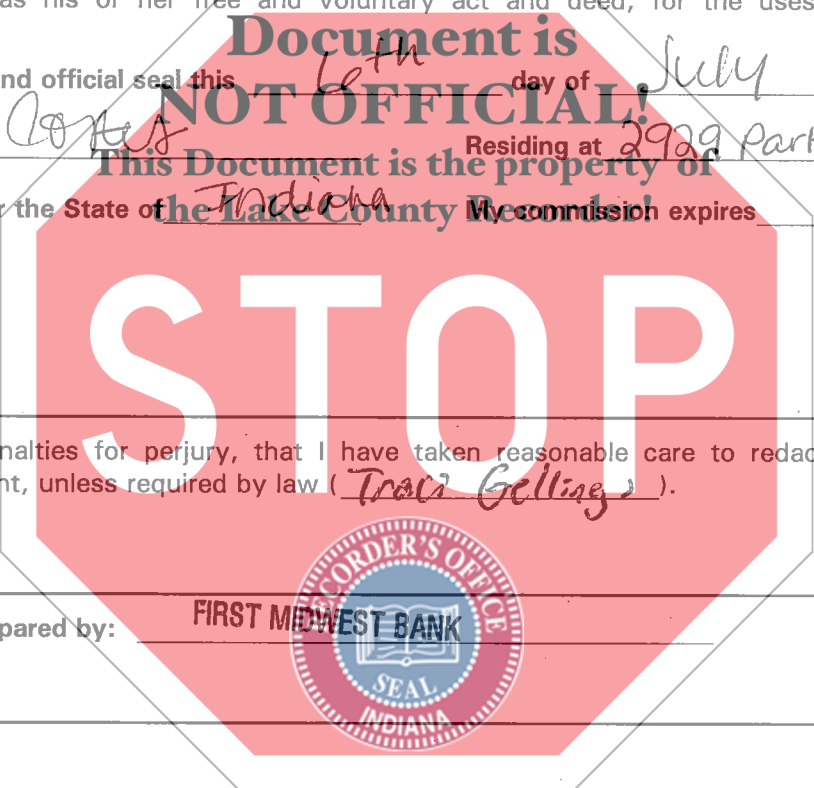 as his or her free and voluntary act and deed, for the uses
Document is
nd official seal this 6th day of July
NOT OFFICIAL!
Residing at 2929 Park
This Document is the property of
r the State of Indiana My commission expires
the Lake County Recorder!
STOP
nalties for perjury, that I have taken reasonable care to redac
nt, unless required by law ( Traci Gellinga ).
RECORDER'S OFFICE
pared by: FIRST MIDWEST BANK
SEAL
INDIANA